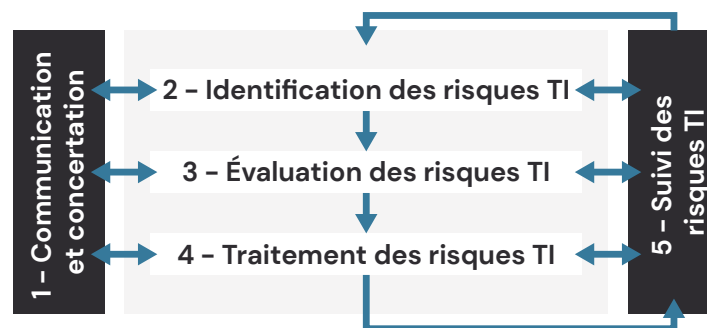 1 – Communication
et concertation
2 – Identification des risques TI
3 – Évaluation des risques TI
4 – Traitement des risques TI
5 – Suivi des
risques TI